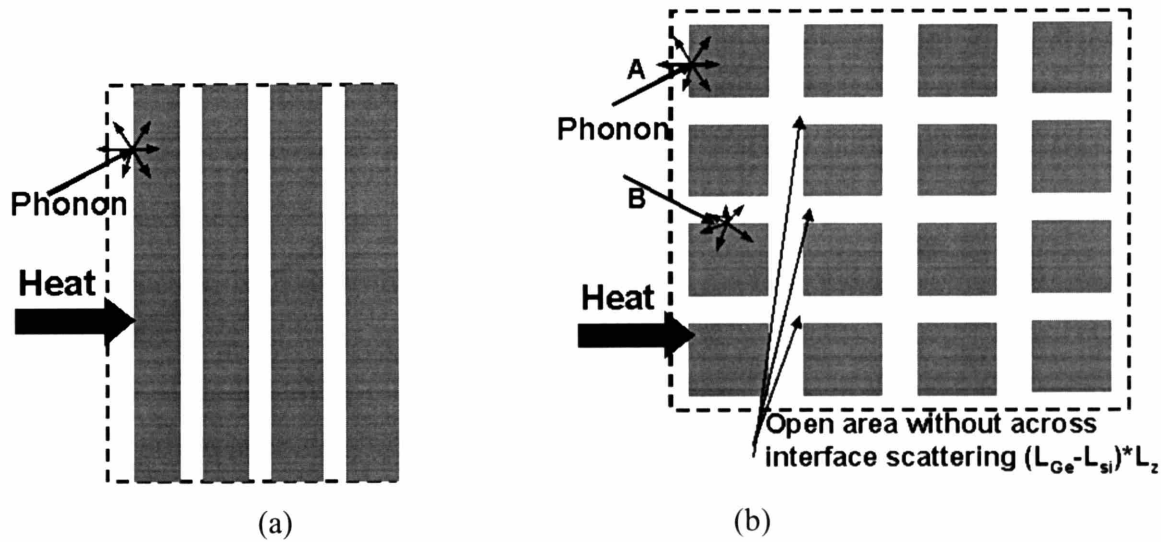 Phonon
Heat
(a)
A
Phonon
B
Heat
Open area without across
interface scattering (L_Ge-L_si)*L_z
(b)